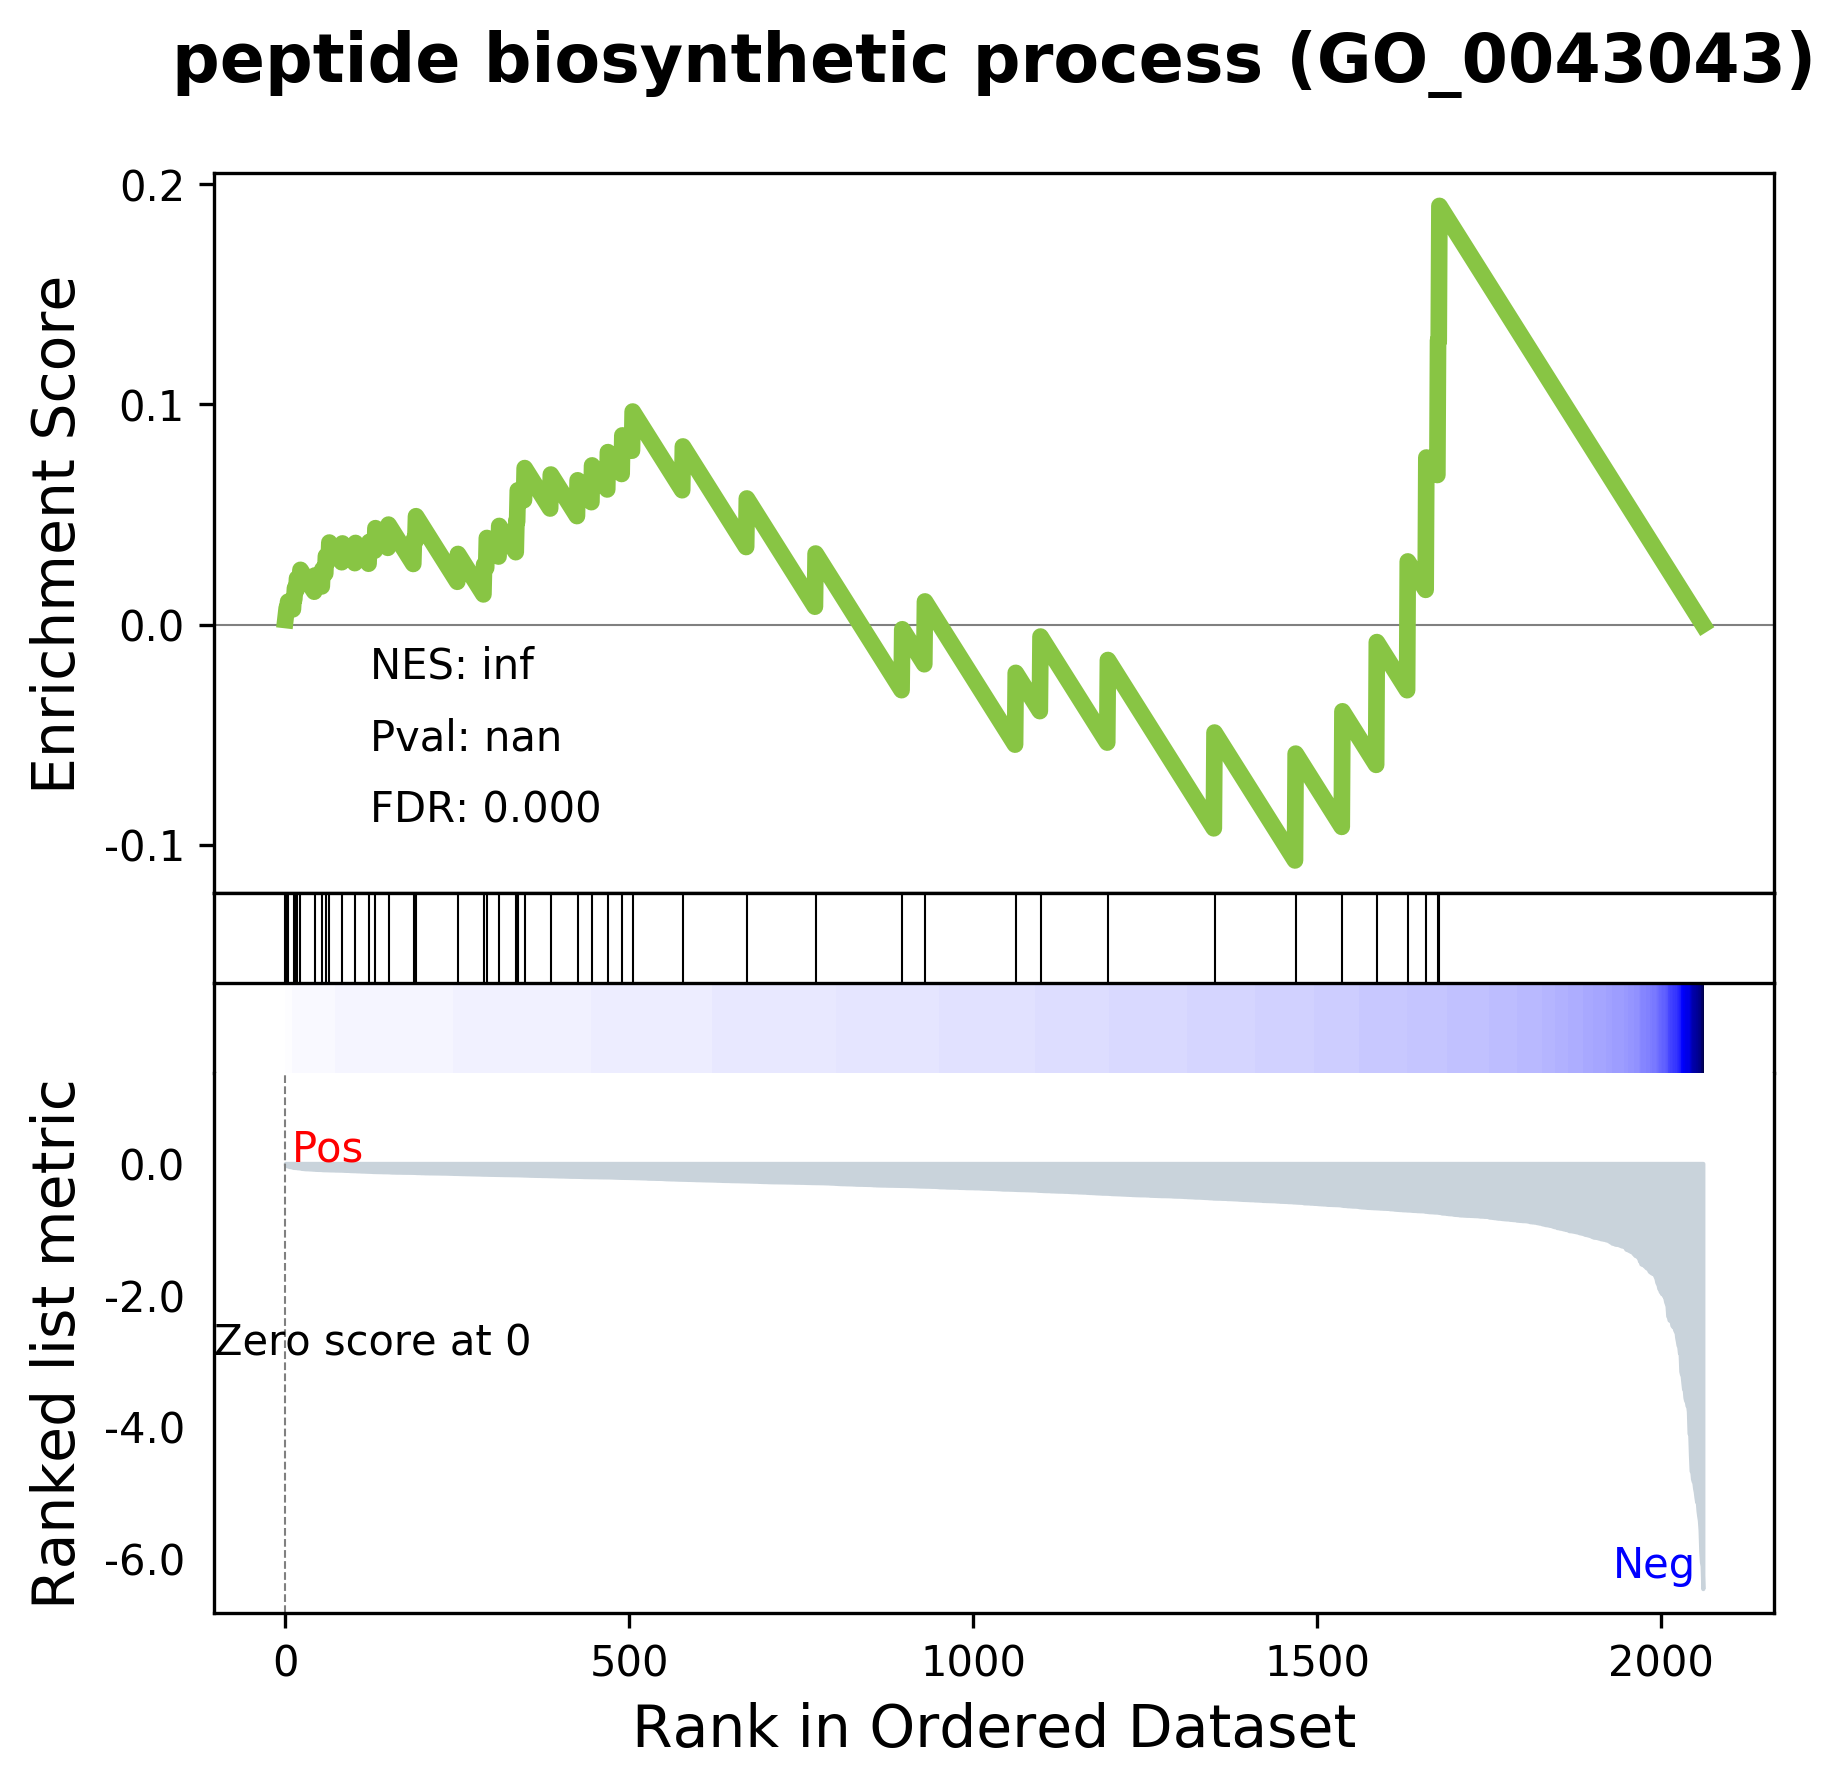 peptide biosynthetic process (GO_0043043)
Enrichment Score
0.2
0.1
0.0
-0.1
NES: inf
Pval: nan
FDR: 0.000
Ranked list metric
0.0
-2.0
-4.0
-6.0
Pos
Zero score at 0
Neg
0 500 1000 1500 2000
Rank in Ordered Dataset